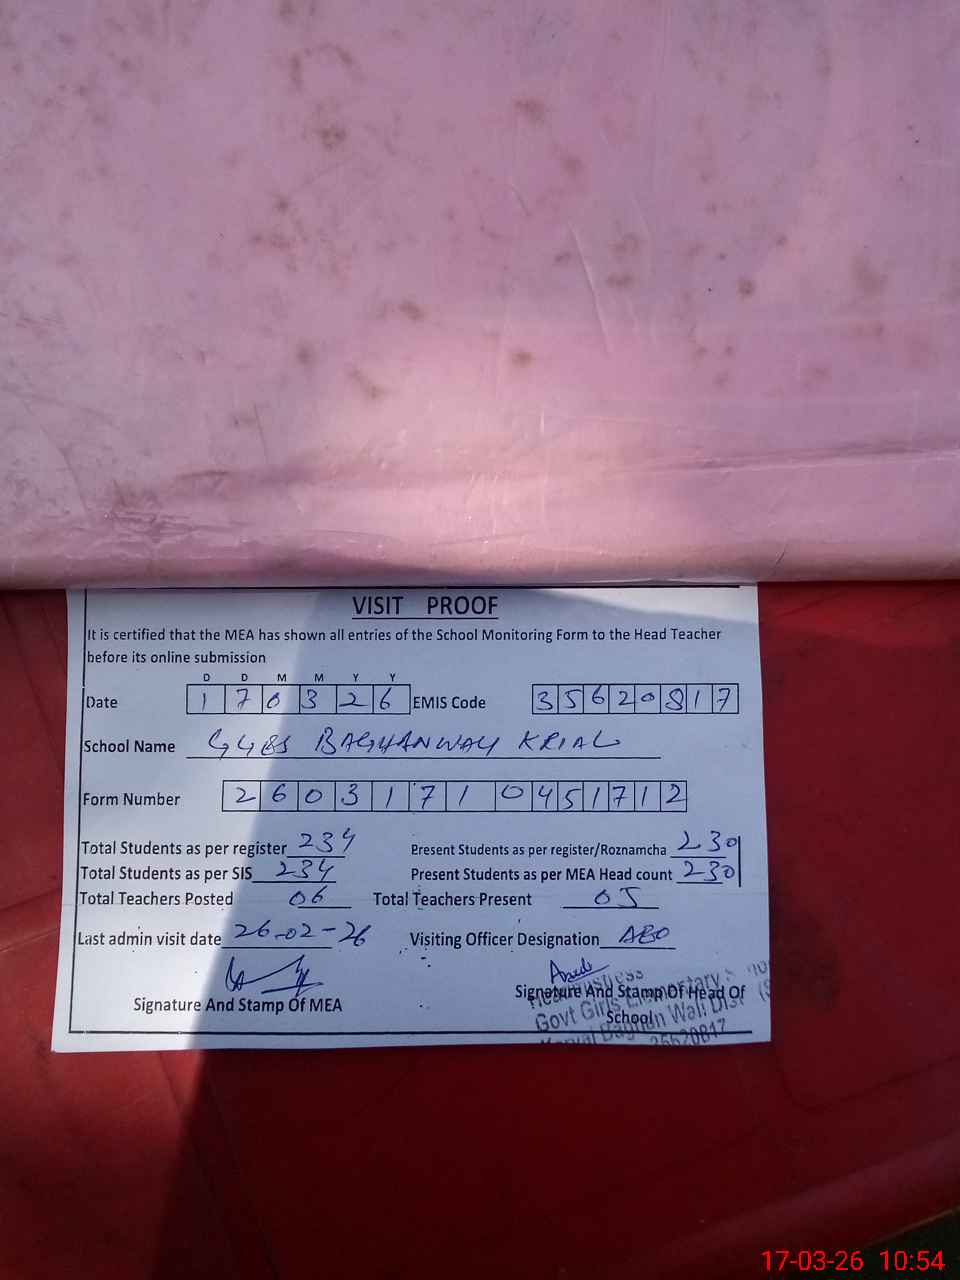 VISIT PROOF
It is certified that the MEA has shown all entries of the School Monitoring Form to the Head Teacher
before its online submission
D D M M Y Y
Date 1 7 0 3 2 6 EMIS Code 3 5 6 2 0 8 1 7
School Name GGES BAGHANWALI KRIAL
Form Number 2 6 0 3 1 7 1 0 4 5 1 7 1 2
Total Students as per register 234 Present Students as per register/Roznamcha 230
Total Students as per SIS 234 Present Students as per MEA Head count 230
Total Teachers Posted 06 Total Teachers Present 05
Last admin visit date 26-02-26 Visiting Officer Designation AEO
Signature And Stamp Of MEA Signature And Stamp Of Head Of
School
Govt Girls Elementary
Baghan Wali Dist
35620817
17-03-26 10:54